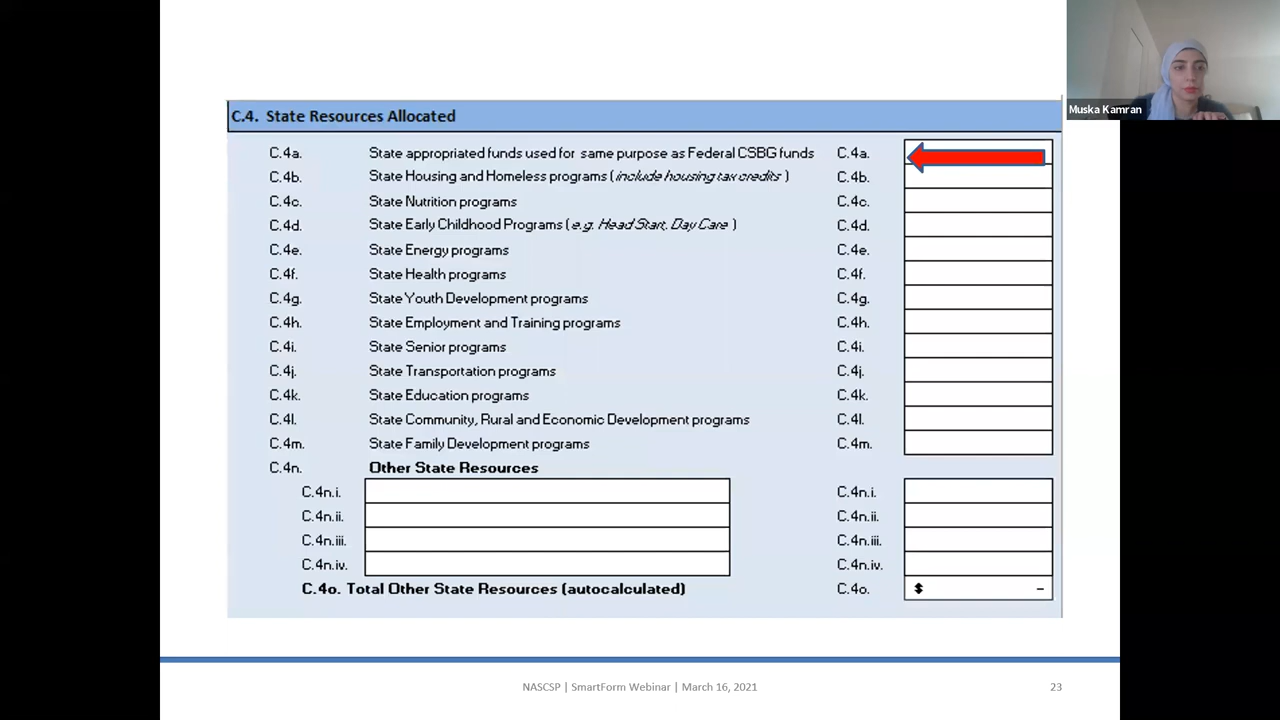 Muska Kamran
C.4. State Resources Allocated
C.4a. State appropriated funds used for same purpose as Federal CSBG funds C.4a.
C.4b. State Housing and Homeless programs (include housing tax credits) C.4b.
C.4c. State Nutrition programs C.4c.
C.4d. State Early Childhood Programs (e.g. Head Start, Day Care) C.4d.
C.4e. State Energy programs C.4e.
C.4f. State Health programs C.4f.
C.4g. State Youth Development programs C.4g.
C.4h. State Employment and Training programs C.4h.
C.4i. State Senior programs C.4i.
C.4j. State Transportation programs C.4j.
C.4k. State Education programs C.4k.
C.4l. State Community, Rural and Economic Development programs C.4l.
C.4m. State Family Development programs C.4m.
C.4n. Other State Resources
C.4n.i. C.4n.i.
C.4n.ii. C.4n.ii.
C.4n.iii. C.4n.iii.
C.4n.iv. C.4n.iv.
C.4o. Total Other State Resources (autocalculated) C.4o. $ -
NASCSP | SmartForm Webinar | March 16, 2021 23